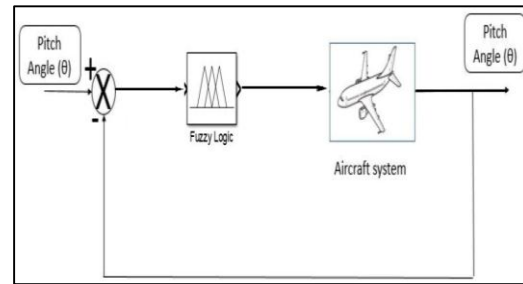 Pitch
Angle (θ)
+
-
Fuzzy Logic
Aircraft system
Pitch
Angle (θ)